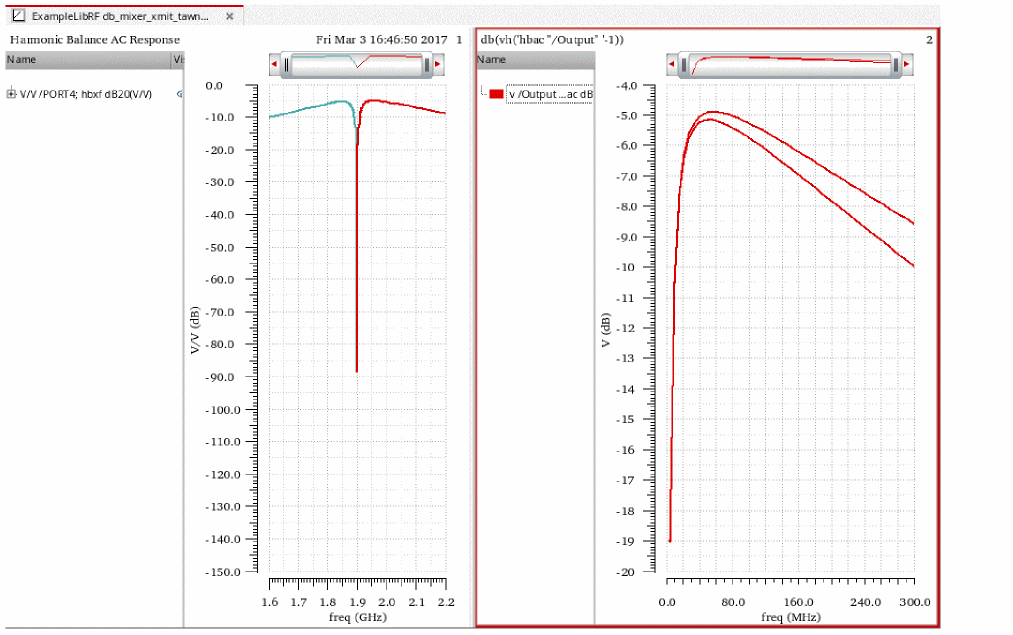 ExampleLibRF db_mixer_xmit_tawn... ×
Harmonic Balance AC Response Fri Mar 3 16:46:50 2017 1
Name Vi
V/V /PORT4; hbxf dB20(V/V)
0.0
-10.0
-20.0
-30.0
-40.0
-50.0
-60.0
-70.0
-80.0
-90.0
-100.0
-110.0
-120.0
-130.0
-140.0
-150.0
V/V (dB)
1.6 1.7 1.8 1.9 2.0 2.1 2.2
freq (GHz)
db(vh('hbac "/Output" '-1)) 2
Name
v /Output ...ac dB
-4.0
-5.0
-6.0
-7.0
-8.0
-9.0
-10
-11
-12
-13
-14
-15
-16
-17
-18
-19
-20
V (dB)
0.0 80.0 160.0 240.0 300.0
freq (MHz)